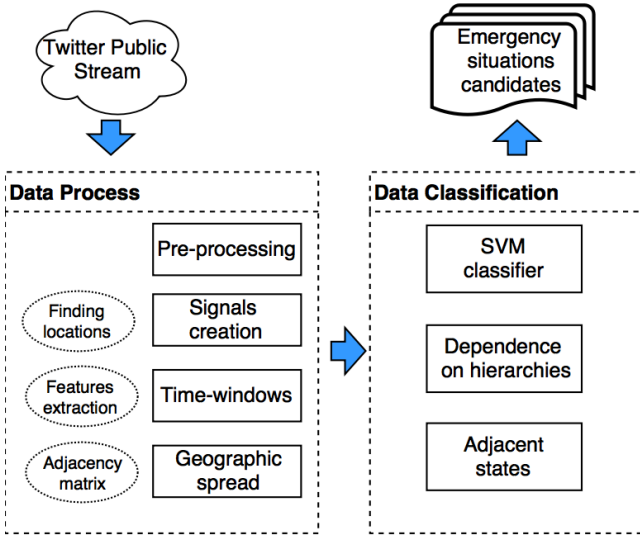 Twitter Public
Stream
Emergency
situations
candidates
Data Process
Pre-processing
Finding
locations
Signals
creation
Features
extraction
Time-windows
Adjacency
matrix
Geographic
spread
Data Classification
SVM
classifier
Dependence
on hierarchies
Adjacent
states